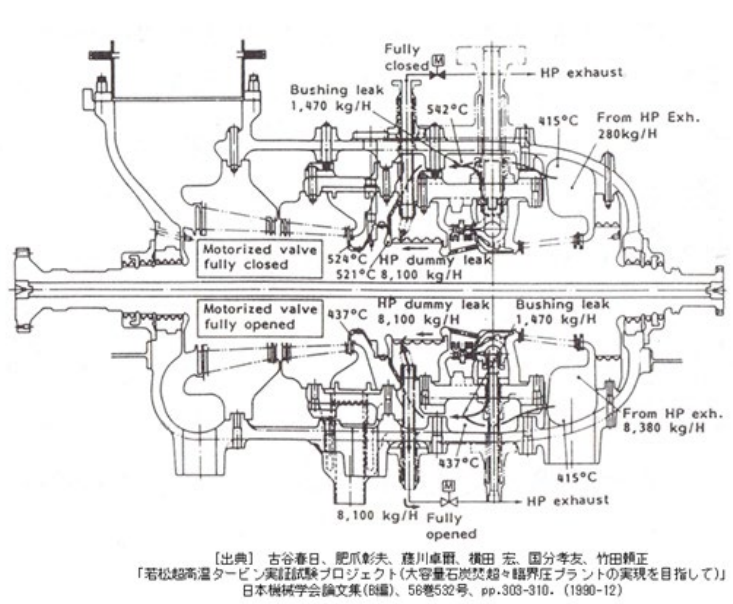 Fully
closed
M
HP exhaust
Bushing leak
1,470 kg/H
542°C
415°C
From HP Exh.
280kg/H
Motorized valve
fully closed
524°C
521°C
HP dummy leak
8,100 kg/H
Motorized valve
fully opened
437°C
HP dummy leak
8,100 kg/H
Bushing leak
1,470 kg/H
From HP exh.
8,380 kg/H
437°C
415°C
M
HP exhaust
8,100 kg/H
Fully
opened
[出典] 古谷春日、肥爪彰夫、藤川卓爾、横田 宏、国分孝友、竹田頼正
「若松超高温タービン実証試験プロジェクト(大容量石炭焚超々臨界圧プラントの実現を目指して)」
日本機械学会論文集(B編)、56巻532号、pp.303-310. (1990-12)